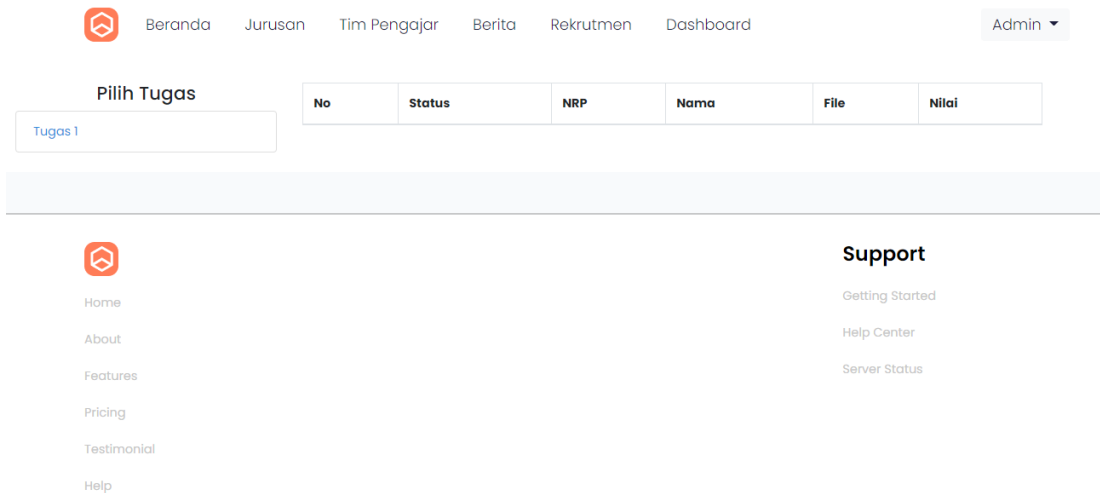 Beranda Jurusan Tim Pengajar Berita Rekrutmen Dashboard Admin
Pilih Tugas
Tugas 1
No Status NRP Nama File Nilai
Support
Home
About
Features
Pricing
Testimonial
Help
Getting Started
Help Center
Server Status